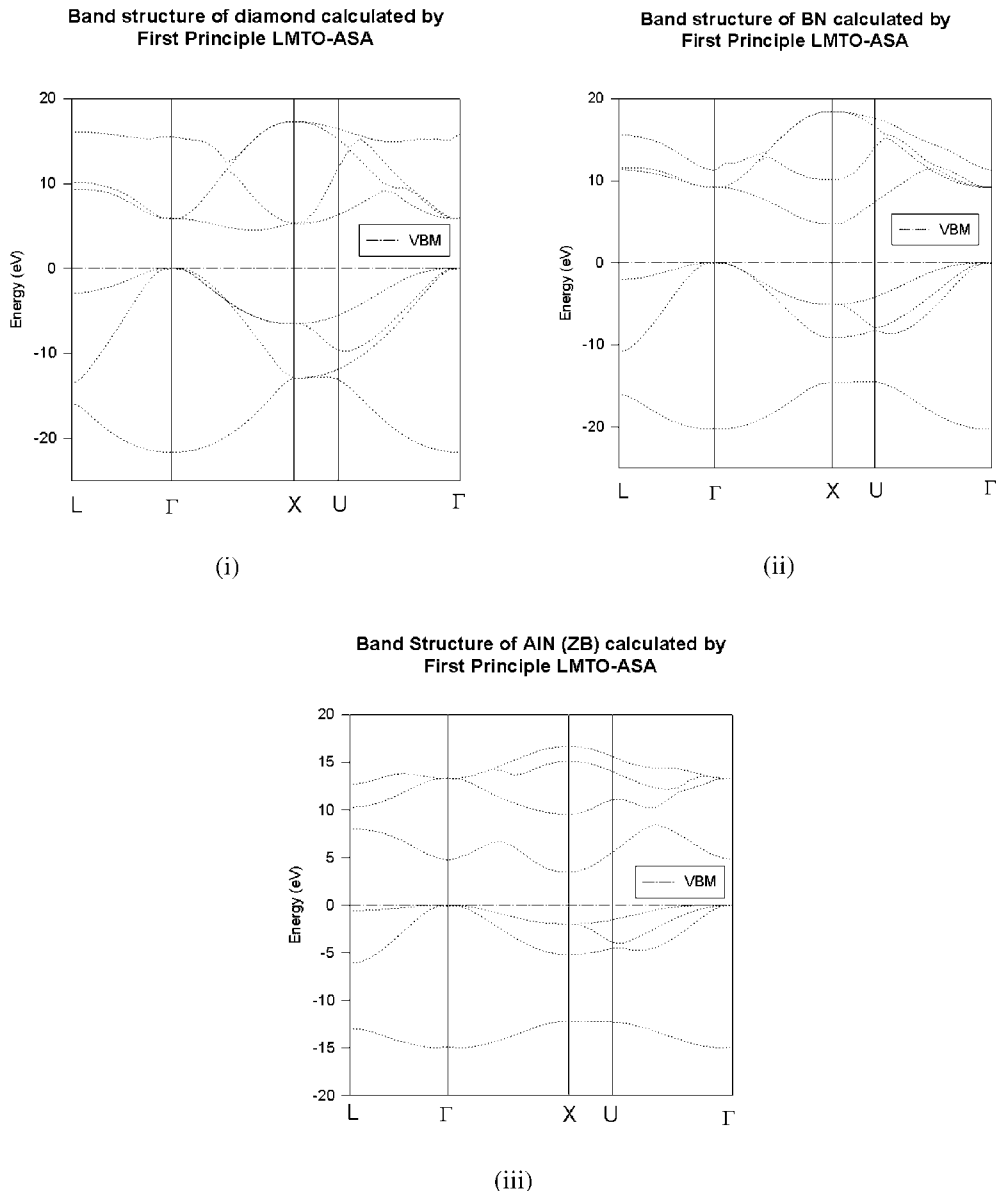 Band structure of diamond calculated by
First Principle LMTO-ASA
20
10
0
-10
-20
Energy (eV)
VBM
L Γ X U Γ
(i)
Band structure of BN calculated by
First Principle LMTO-ASA
20
10
0
-10
-20
Energy (eV)
VBM
L Γ X U Γ
(ii)
Band Structure of AlN (ZB) calculated by
First Principle LMTO-ASA
20
15
10
5
0
-5
-10
-15
-20
Energy (eV)
VBM
L Γ X U Γ
(iii)